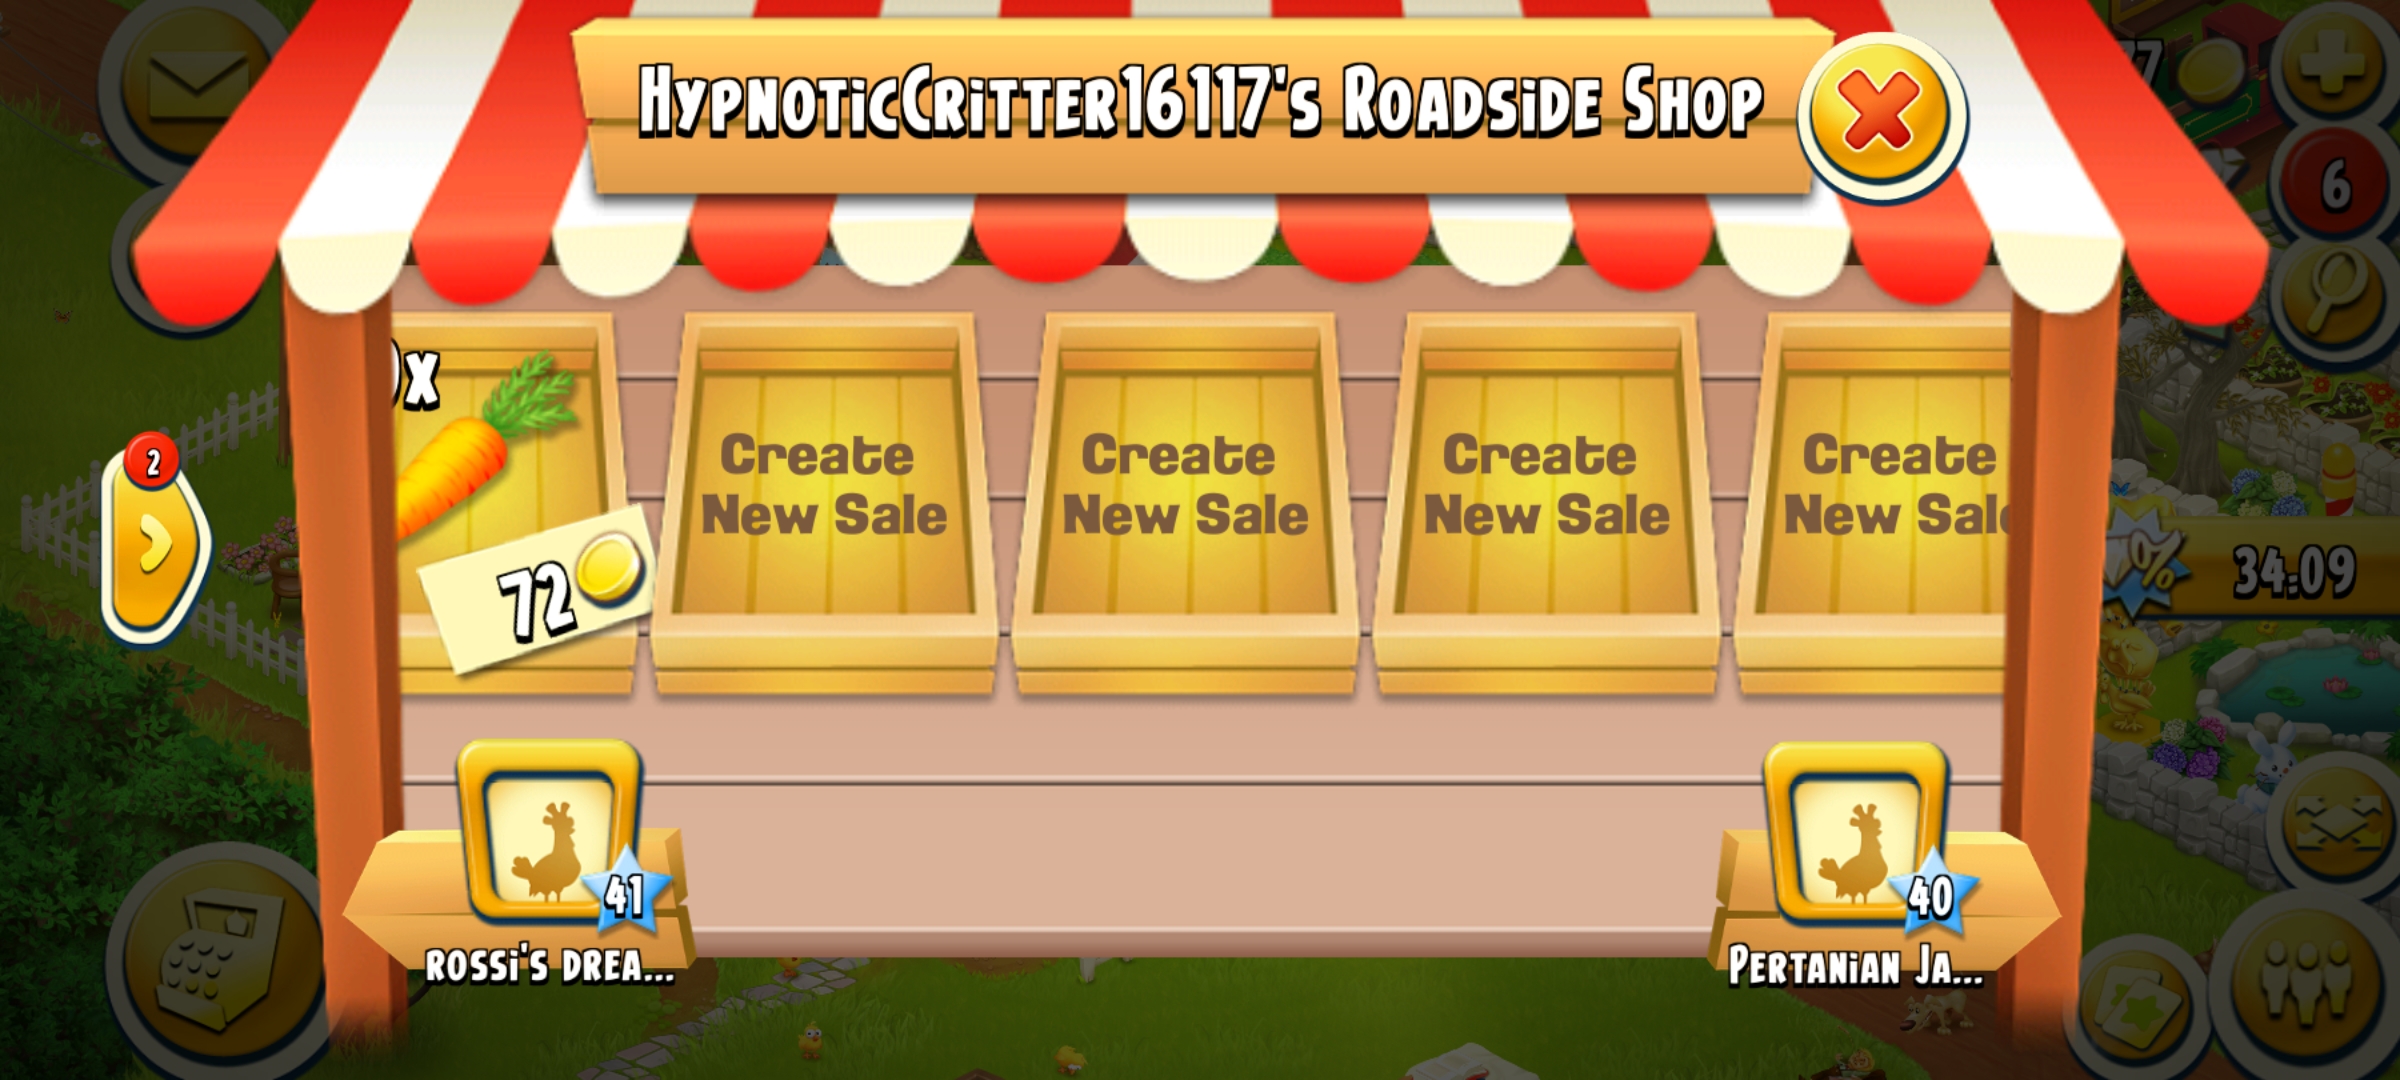 HypnoticCritter16117's Roadside Shop
6
x
Create
New Sale
Create
New Sale
Create
New Sale
Create
New Sale
2
72
34:09
41
40
Rossi's Drea...
Pertanian Ja...